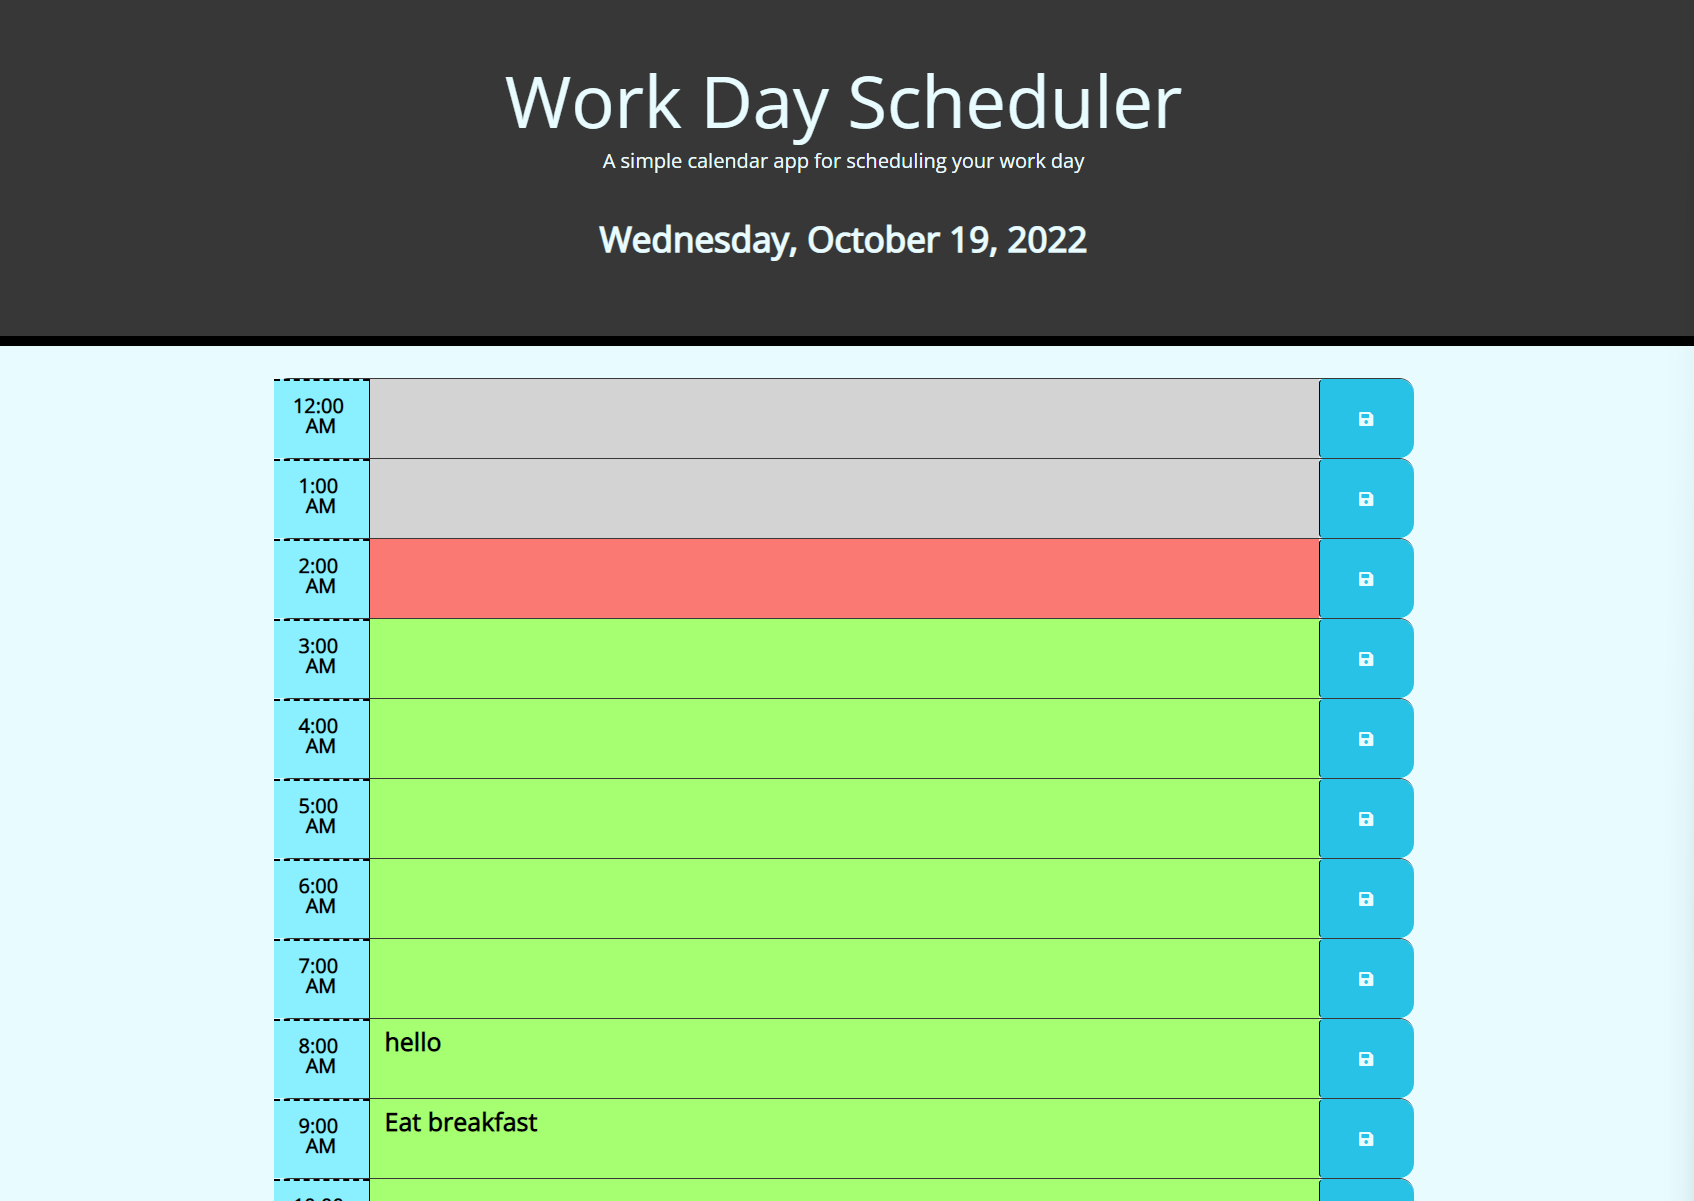 Work Day Scheduler
A simple calendar app for scheduling your work day
Wednesday, October 19, 2022
12:00
AM
1:00
AM
2:00
AM
3:00
AM
4:00
AM
5:00
AM
6:00
AM
7:00
AM
8:00
AM
hello
9:00
AM
Eat breakfast